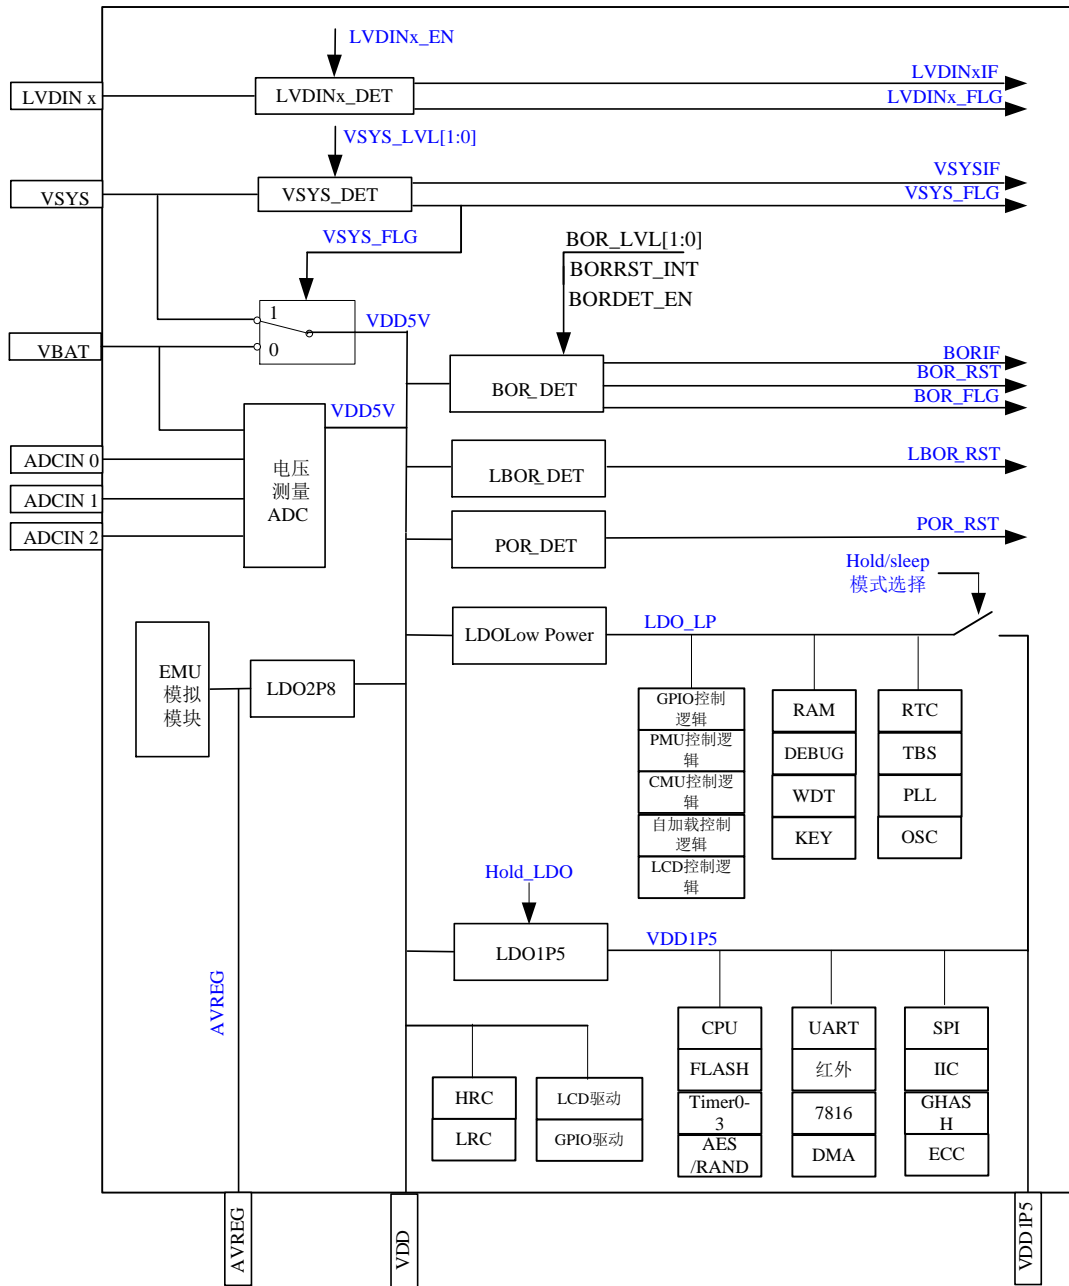 LVDINx_EN
LVDINxIF
LVDIN x
LVDINx_DET
LVDINx_FLG
VSYS_LVL[1:0]
VSYSIF
VSYS
VSYS_DET
VSYS_FLG
VSYS_FLG
BOR_LVL[1:0]
BORRST_INT
BORDET_EN
1
0
VDD5V
VBAT
BORIF
BOR_DET
BOR_RST
BOR_FLG
VDD5V
ADCIN 0
ADCIN 1
ADCIN 2
电压
测量
ADC
LBOR_DET
LBOR_RST
POR_DET
POR_RST
Hold/sleep
模式选择
LDOLow Power
LDO_LP
EMU
模拟
模块
LDO2P8
GPIO控制
逻辑
PMU控制逻
辑
CMU控制逻
辑
自加载控制
逻辑
LCD控制逻
辑
RAM
DEBUG
WDT
KEY
RTC
TBS
PLL
OSC
Hold_LDO
LDO1P5
VDD1P5
AVREG
CPU
FLASH
Timer0-
3
AES
/RAND
UART
红外
7816
DMA
SPI
IIC
GHAS
H
ECC
HRC
LRC
LCD驱动
GPIO驱动
AVREG
VDD
VDD1P5